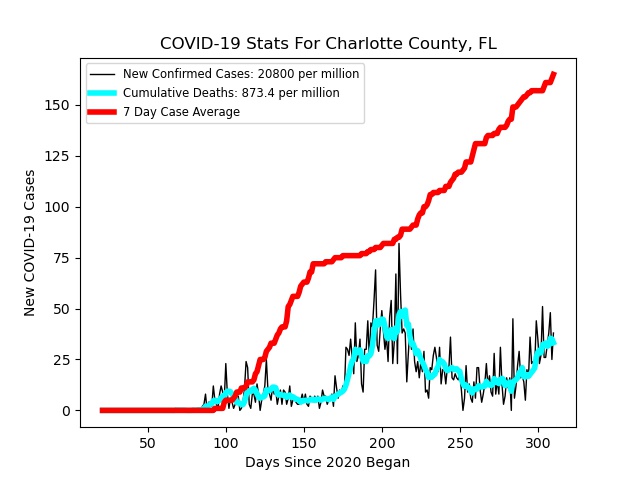 COVID-19 Stats For Charlotte County, FL
New Confirmed Cases: 20800 per million
Cumulative Deaths: 873.4 per million
7 Day Case Average
New COVID-19 Cases
150
125
100
75
50
25
0
50 100 150 200 250 300
Days Since 2020 Began